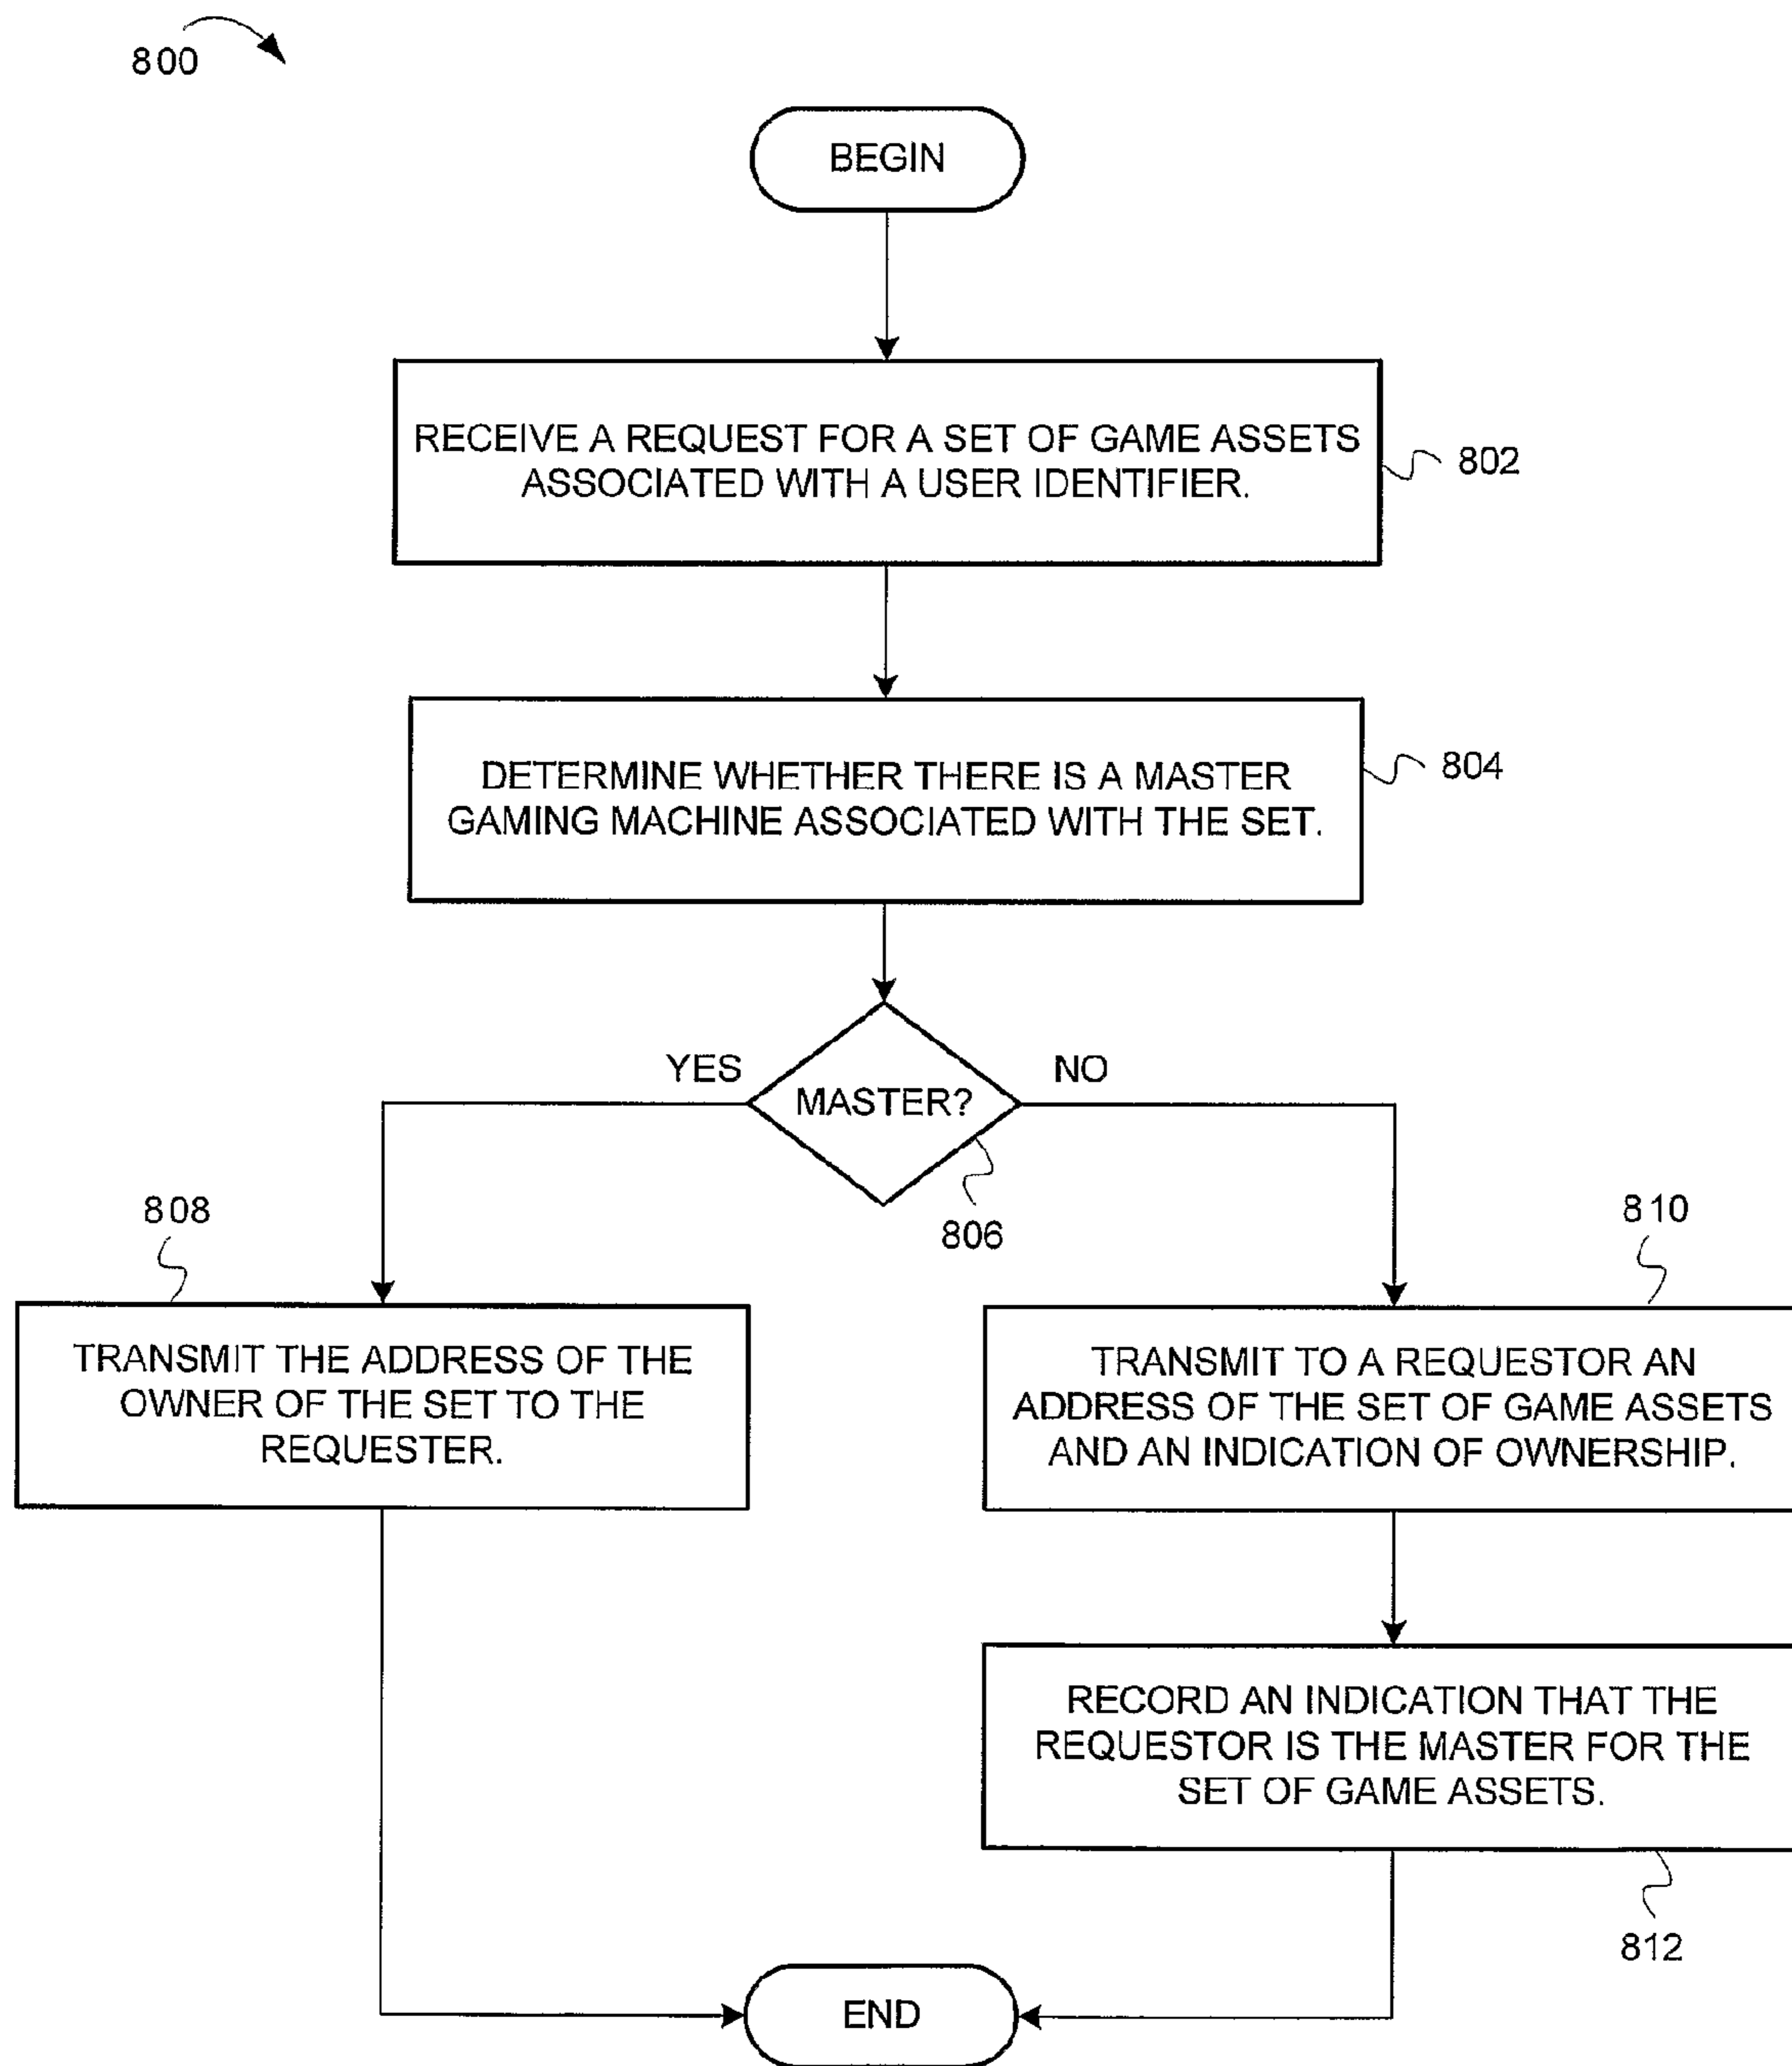 800
BEGIN
RECEIVE A REQUEST FOR A SET OF GAME ASSETS
ASSOCIATED WITH A USER IDENTIFIER.
802
DETERMINE WHETHER THERE IS A MASTER
GAMING MACHINE ASSOCIATED WITH THE SET.
804
YES
MASTER?
NO
806
808
TRANSMIT THE ADDRESS OF THE
OWNER OF THE SET TO THE
REQUESTER.
810
TRANSMIT TO A REQUESTOR AN
ADDRESS OF THE SET OF GAME ASSETS
AND AN INDICATION OF OWNERSHIP.
RECORD AN INDICATION THAT THE
REQUESTOR IS THE MASTER FOR THE
SET OF GAME ASSETS.
812
END